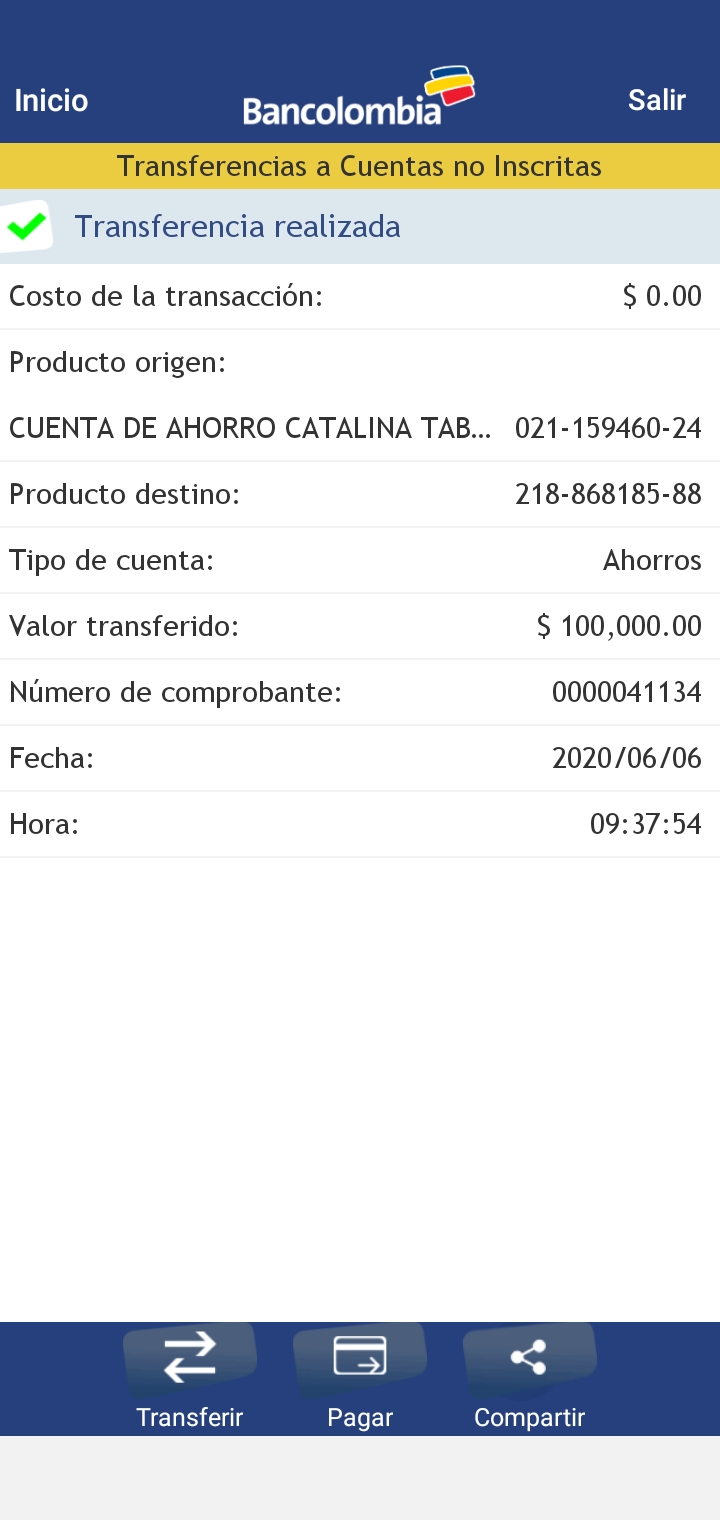 Inicio
Bancolombia
Salir
Transferencias a Cuentas no Inscritas
Transferencia realizada
Costo de la transacción: $ 0.00
Producto origen:
CUENTA DE AHORRO CATALINA TAB... 021-159460-24
Producto destino: 218-868185-88
Tipo de cuenta: Ahorros
Valor transferido: $ 100,000.00
Número de comprobante: 0000041134
Fecha: 2020/06/06
Hora: 09:37:54
Transferir
Pagar
Compartir